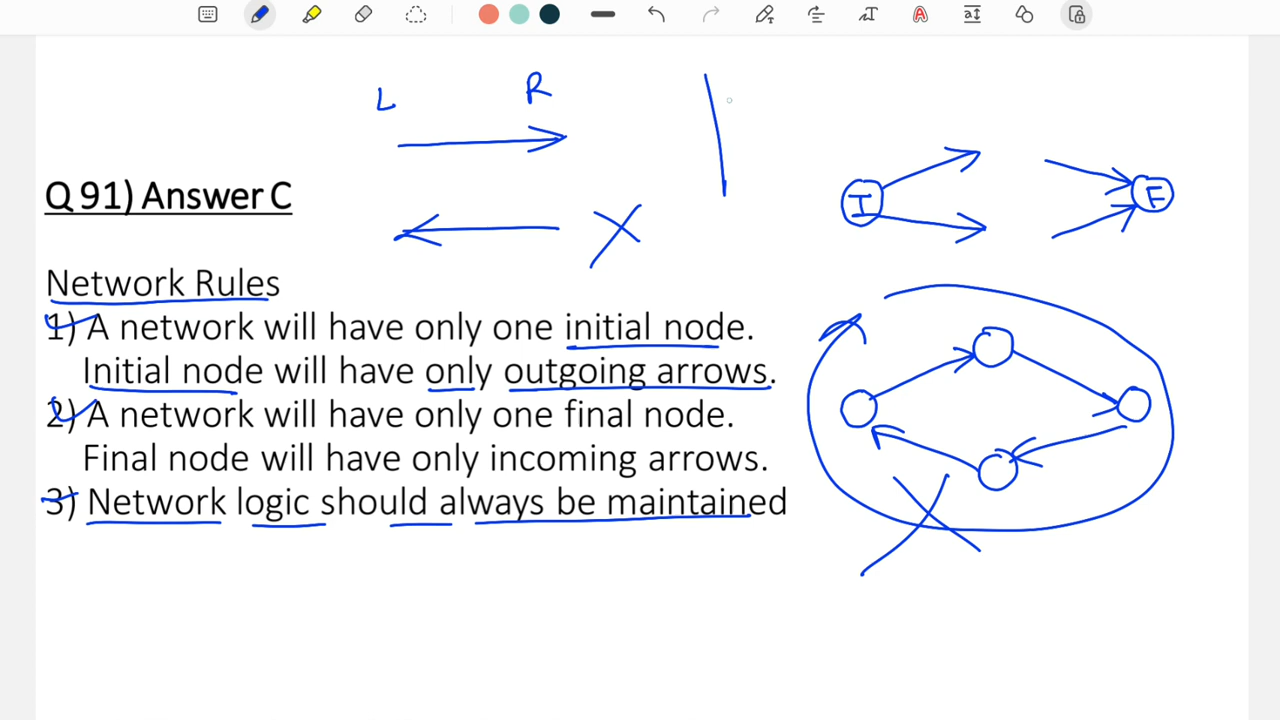 L R
Q 91) Answer C
I F
Network Rules
1) A network will have only one initial node.
Initial node will have only outgoing arrows.
2) A network will have only one final node.
Final node will have only incoming arrows.
3) Network logic should always be maintained